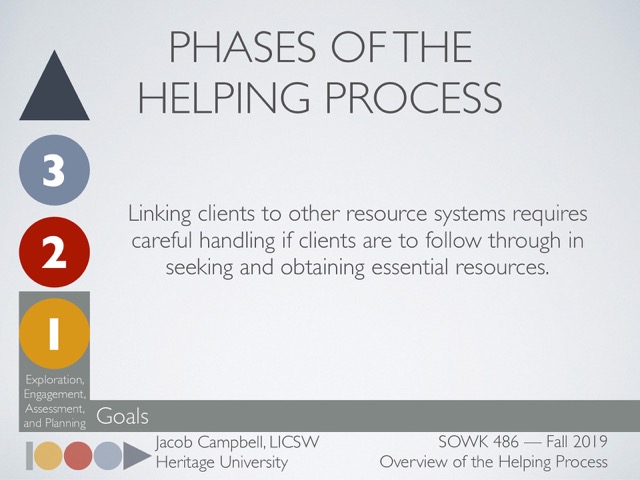 PHASES OF THE
HELPING PROCESS
3
2
1
Linking clients to other resource systems requires
careful handling if clients are to follow through in
seeking and obtaining essential resources.
Exploration,
Engagement,
Assessment,
and Planning
Goals
Jacob Campbell, LICSW
Heritage University
SOWK 486 — Fall 2019
Overview of the Helping Process